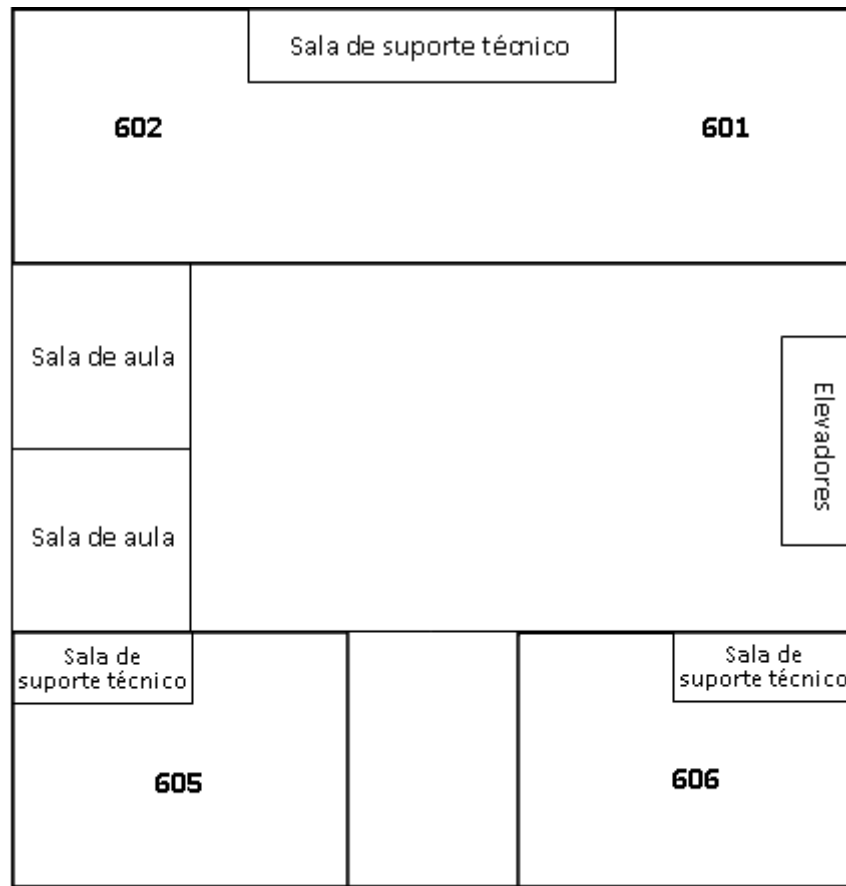 Sala de suporte técnico
602
601
Sala de aula
Elevadores
Sala de aula
Sala de
suporte técnico
Sala de
suporte técnico
605
606